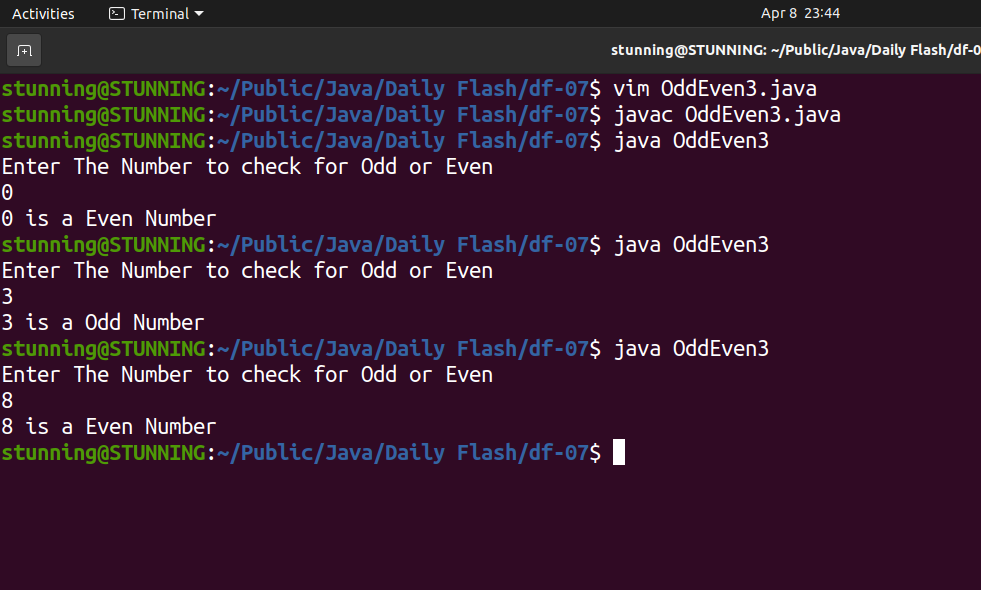 Activities Terminal Apr 8 23:44
stunning@STUNNING: ~/Public/Java/Daily Flash/df-0
stunning@STUNNING:~/Public/Java/Daily Flash/df-07$ vim OddEven3.java
stunning@STUNNING:~/Public/Java/Daily Flash/df-07$ javac OddEven3.java
stunning@STUNNING:~/Public/Java/Daily Flash/df-07$ java OddEven3
Enter The Number to check for Odd or Even
0
0 is a Even Number
stunning@STUNNING:~/Public/Java/Daily Flash/df-07$ java OddEven3
Enter The Number to check for Odd or Even
3
3 is a Odd Number
stunning@STUNNING:~/Public/Java/Daily Flash/df-07$ java OddEven3
Enter The Number to check for Odd or Even
8
8 is a Even Number
stunning@STUNNING:~/Public/Java/Daily Flash/df-07$